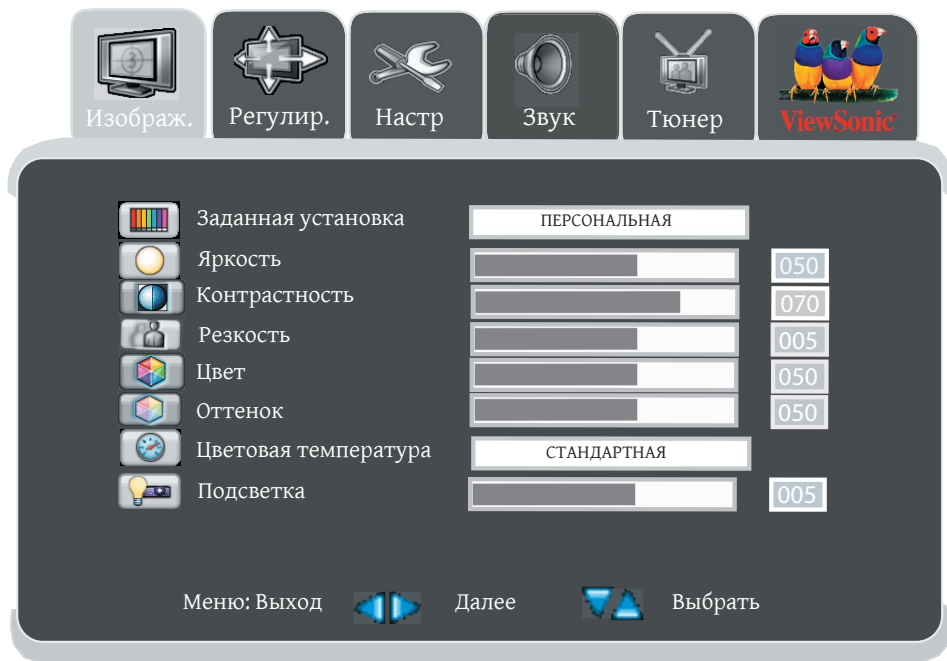 Изображ. Регулир. Настр Звук Тюнер ViewSonic
Заданная установка ПЕРСОНАЛЬНАЯ
Яркость 050
Контрастность 070
Резкость 005
Цвет 050
Оттенок 050
Цветовая температура СТАНДАРТНАЯ
Подсветка 005
Меню: Выход Далее Выбрать